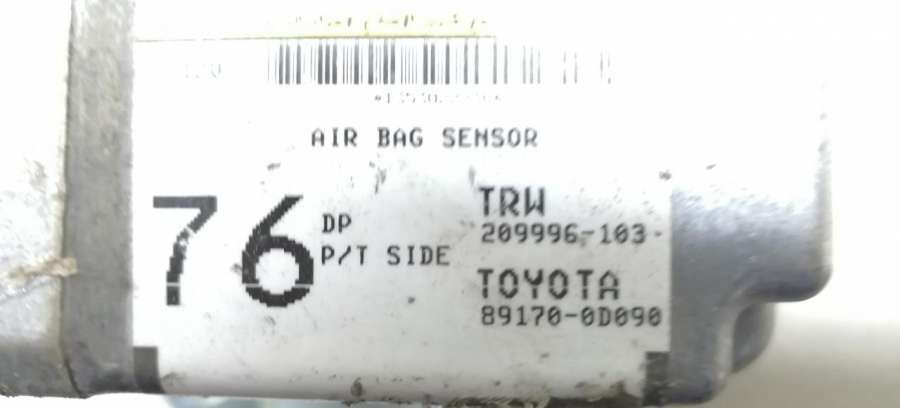 AIR BAG SENSOR
76
DP
P/T SIDE
TRW
209996-103
TOYOTA
89170-0D090